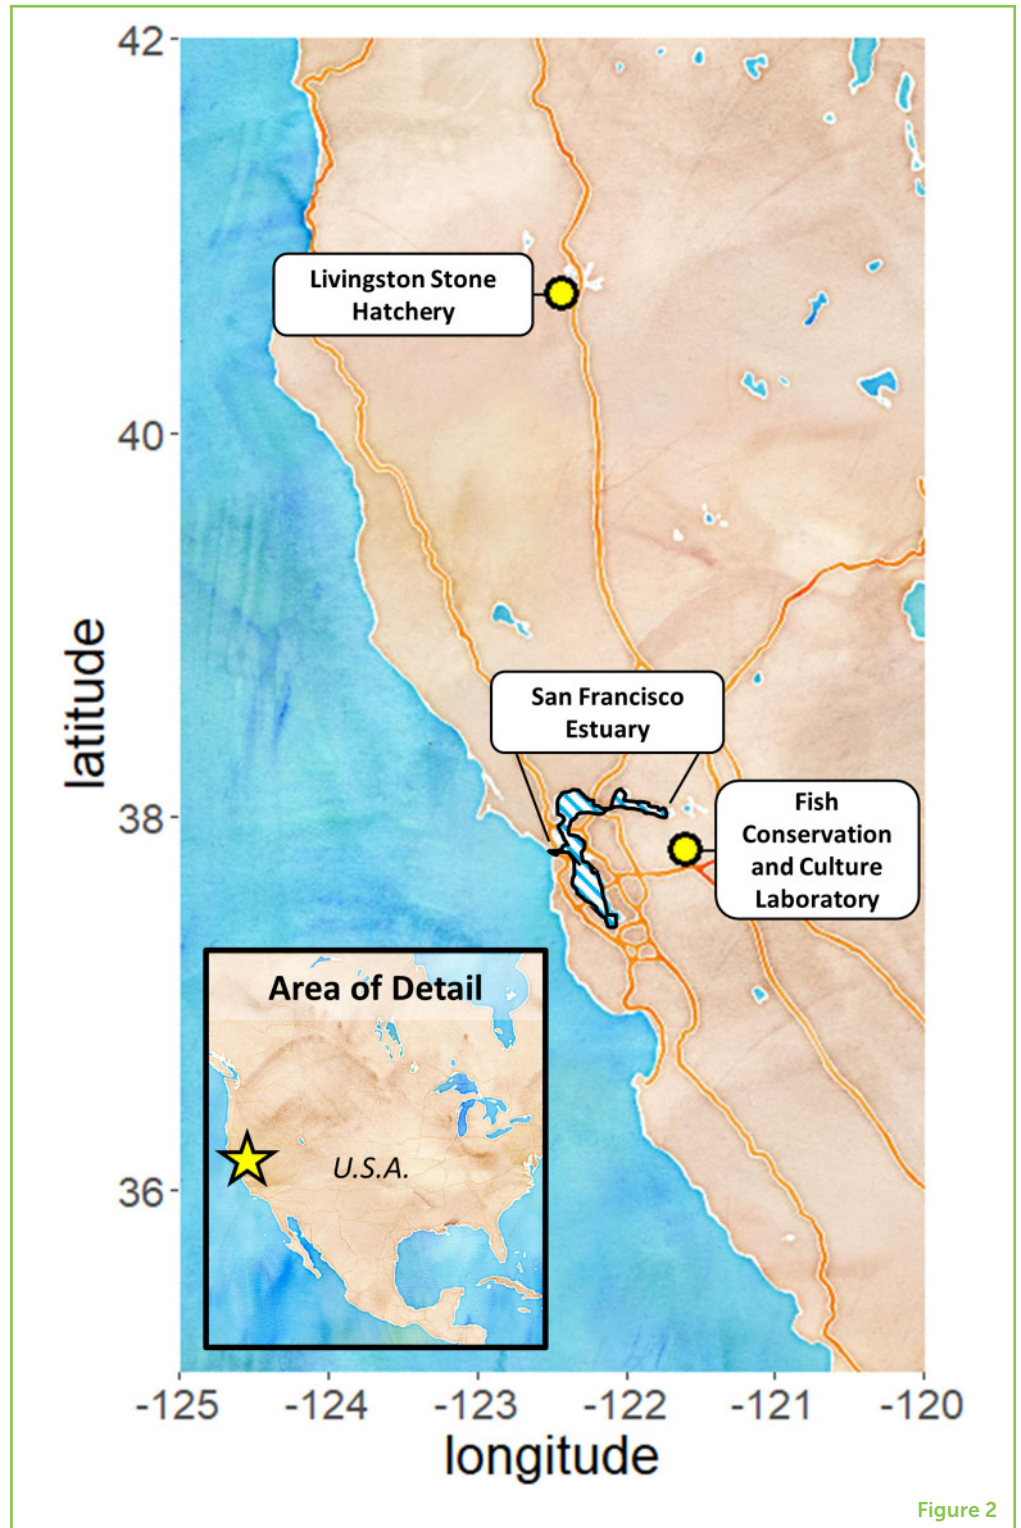 42
Livingston Stone
Hatchery
40
latitude
San Francisco
Estuary
38
Fish
Conservation
and Culture
Laboratory
Area of Detail
U.S.A.
36
-125 -124 -123 -122 -121 -120
longitude
Figure 2